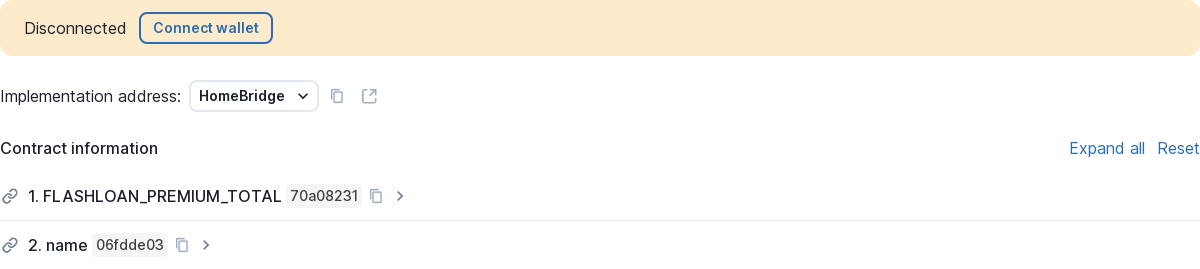 Disconnected Connect wallet
Implementation address: HomeBridge
Contract information Expand all Reset
1. FLASHLOAN_PREMIUM_TOTAL 70a08231
2. name 06fdde03